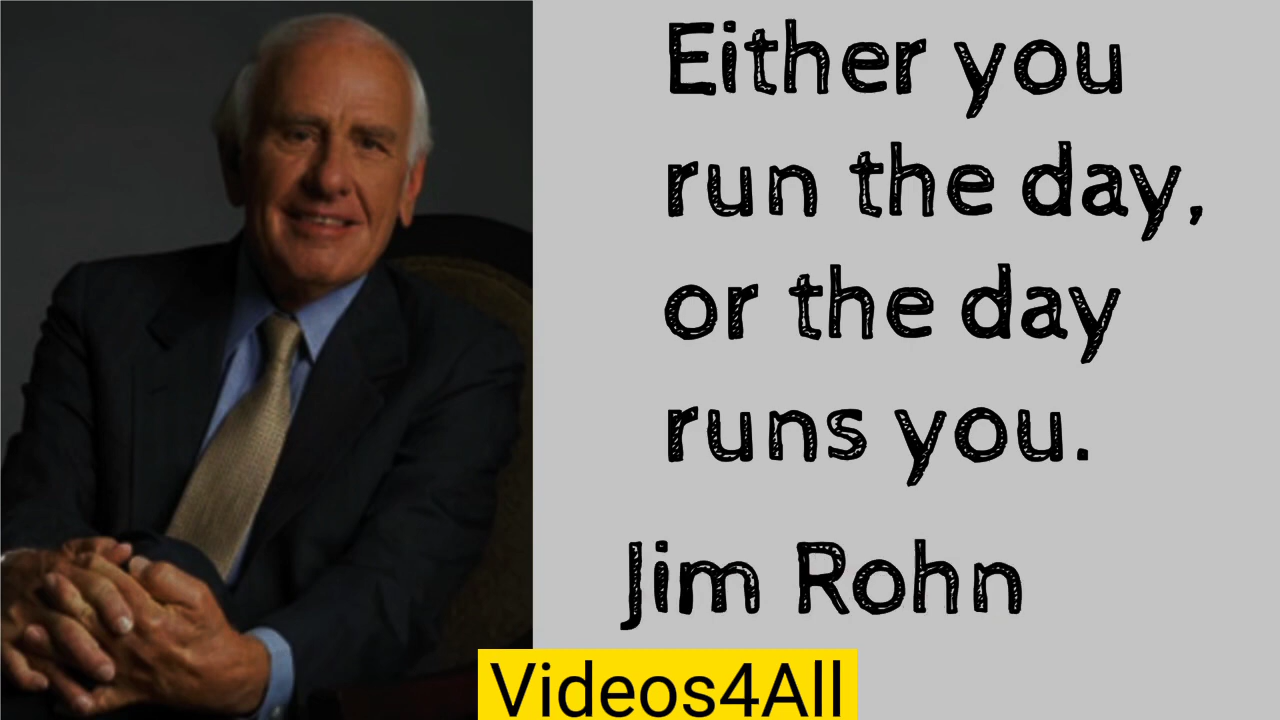 Either you
run the day,
or the day
runs you.
Jim Rohn
Videos4All